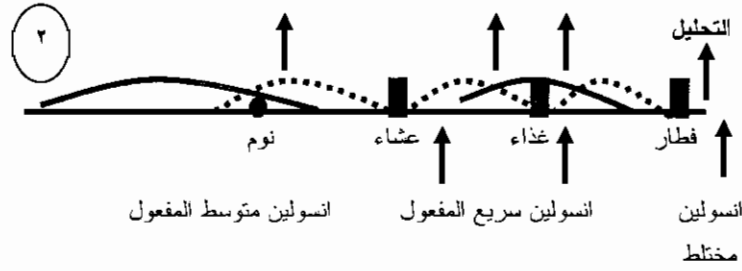 ٢
التحليل
فطار
غذاء
عشاء
نوم
انسولين مختلط
انسولين سريع المفعول
انسولين متوسط المفعول